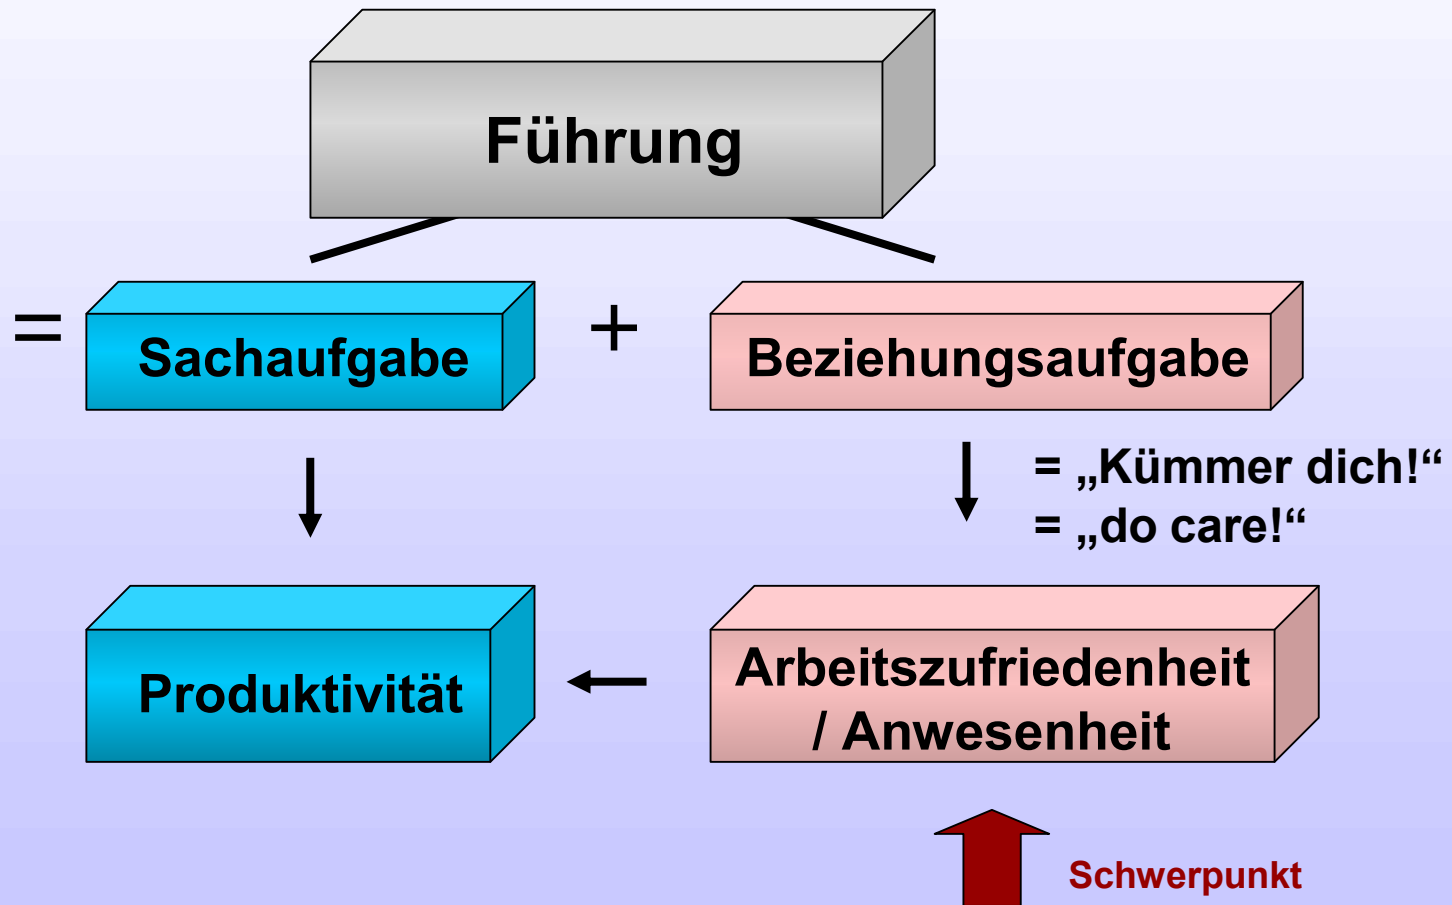 Führung
= Sachaufgabe + Beziehungsaufgabe
= „Kümmer dich!“
= „do care!“
Produktivität
Arbeitszufriedenheit
/ Anwesenheit
Schwerpunkt